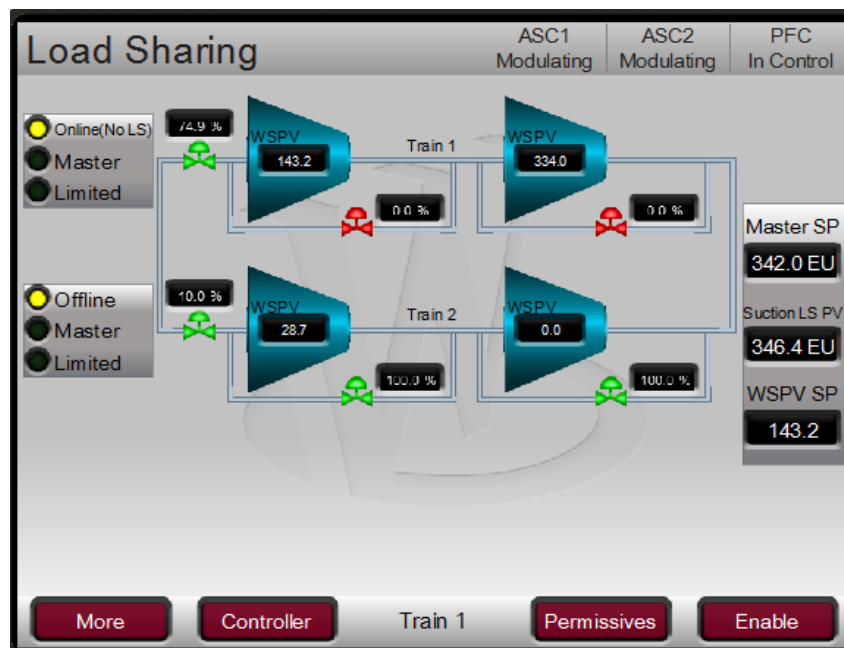 Load Sharing
ASC1
Modulating
ASC2
Modulating
PFC
In Control
Online(No LS)
Master
Limited
74.9 %
WSPV
143.2
Train 1
WSPV
334.0
0.0 %
0.0 %
Master SP
342.0 EU
Suction LS PV
346.4 EU
WSPV SP
143.2
Offline
Master
Limited
10.0 %
WSPV
28.7
Train 2
WSPV
0.0
100.0 %
100.0 %
More
Controller
Train 1
Permissives
Enable